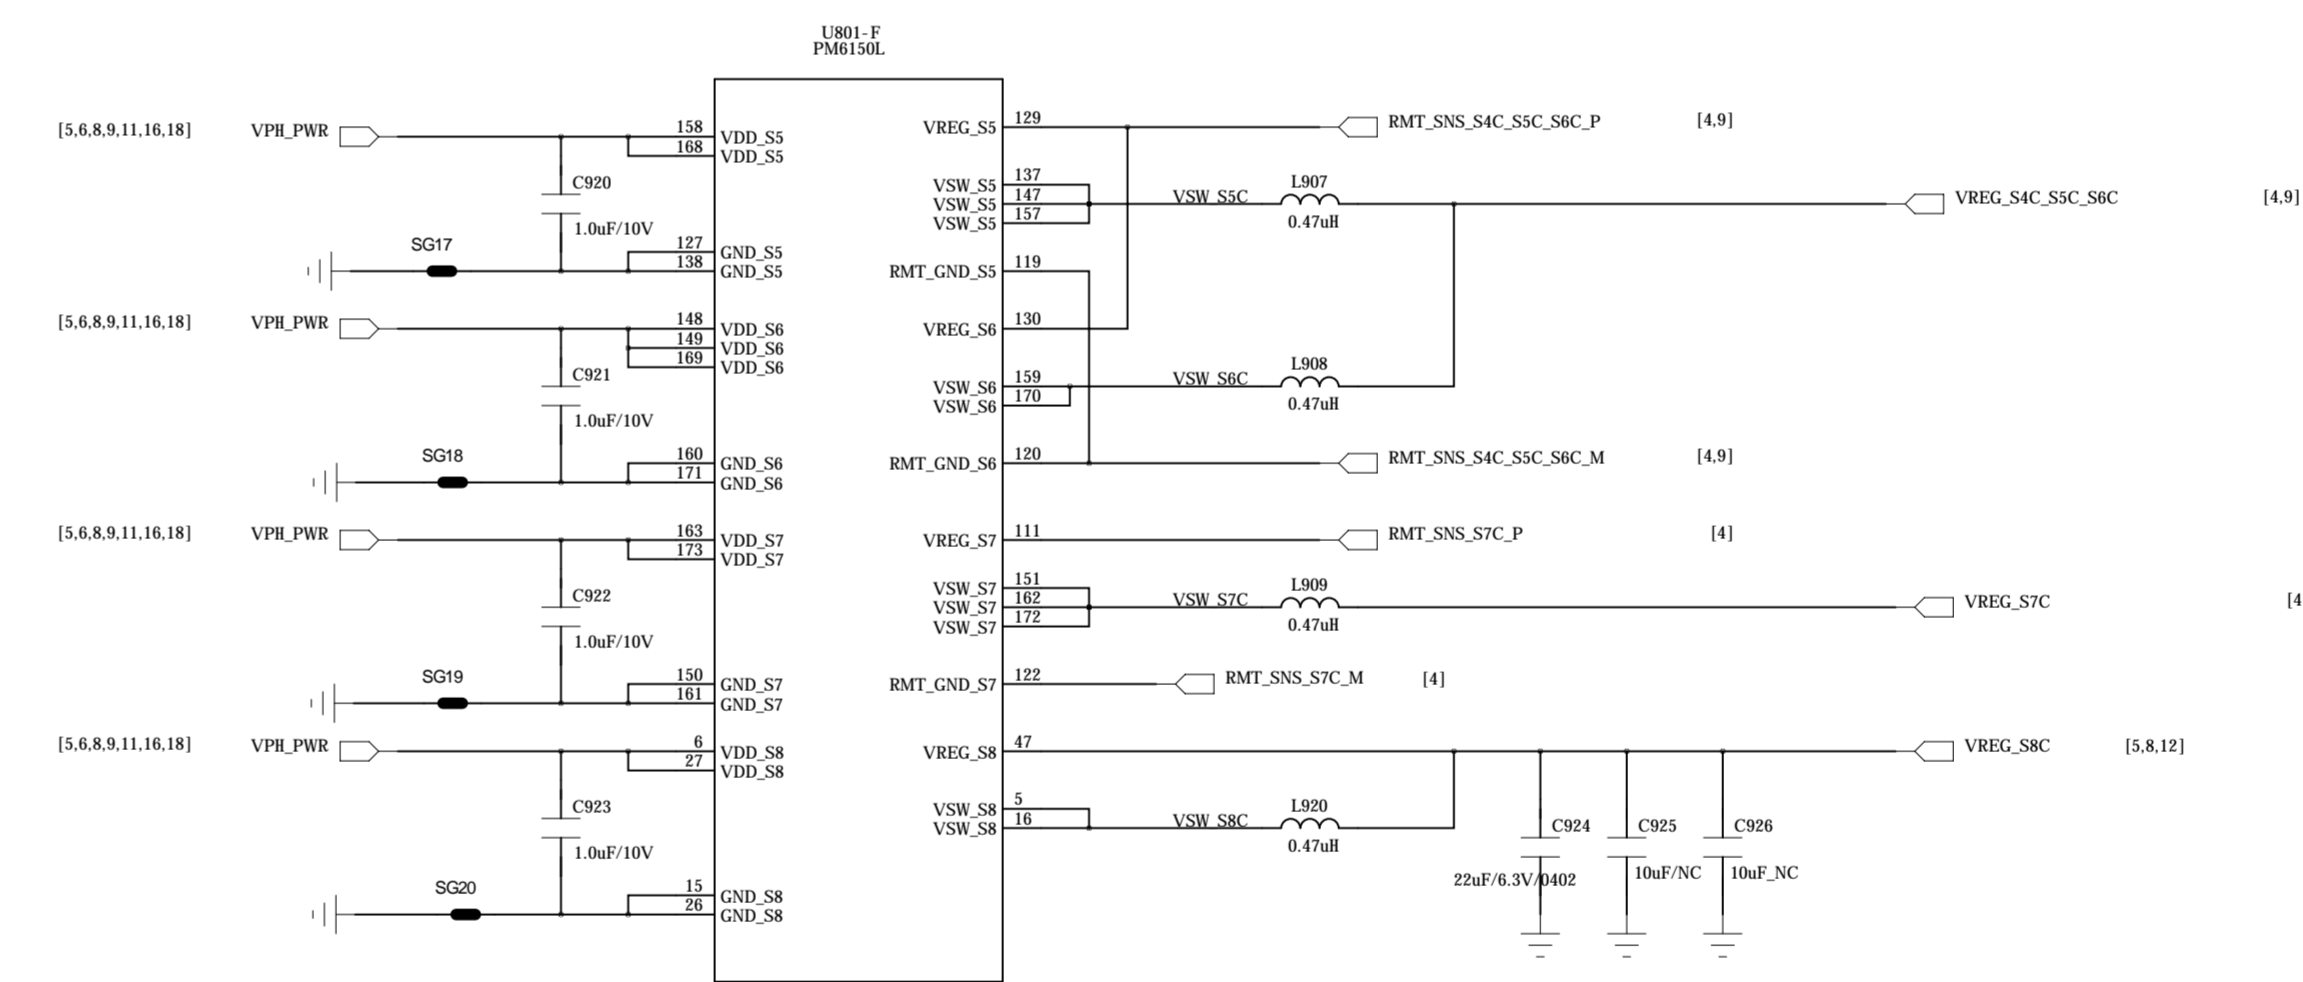 U801-F
PM6150L
[5,6,8,9,11,16,18] VPH_PWR 158 VDD_S5 VREG_S5 129 RMT_SNS_S4C_S5C_S6C_P [4,9]
168 VDD_S5
C920 VSW_S5 137 L907
VSW_S5 147 VSW_S5C VREG_S4C_S5C_S6C [4,9]
1.0uF/10V VSW_S5 157 0.47uH
SG17 127 GND_S5
138 GND_S5 RMT_GND_S5 119
[5,6,8,9,11,16,18] VPH_PWR 148 VDD_S6 VREG_S6 130
149 VDD_S6
169 VDD_S6 L908
C921 VSW_S6 159 VSW_S6C
1.0uF/10V VSW_S6 170 0.47uH
SG18 160 GND_S6 RMT_GND_S6 120 RMT_SNS_S4C_S5C_S6C_M [4,9]
171 GND_S6
[5,6,8,9,11,16,18] VPH_PWR 163 VDD_S7 VREG_S7 111 RMT_SNS_S7C_P [4]
173 VDD_S7
C922 VSW_S7 151 L909
VSW_S7 162 VSW_S7C VREG_S7C [4
1.0uF/10V VSW_S7 172 0.47uH
SG19 150 GND_S7 RMT_GND_S7 122 RMT_SNS_S7C_M [4]
161 GND_S7
[5,6,8,9,11,16,18] VPH_PWR 6 VDD_S8 VREG_S8 47 VREG_S8C [5,8,12]
27 VDD_S8
C923 VSW_S8 5 L920
VSW_S8 16 VSW_S8C C924 C925 C926
1.0uF/10V 0.47uH
22uF/6.3V/0402 10uF/NC 10uF_NC
SG20 15 GND_S8
26 GND_S8